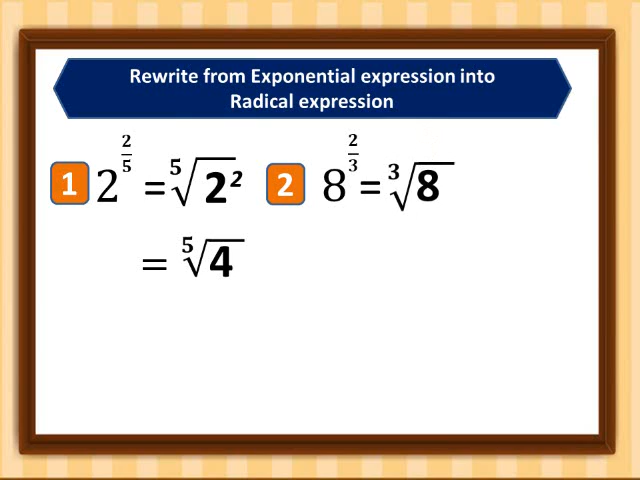 Rewrite from Exponential expression into
Radical expression
1 2^{2/5} = ⁵√2² 2 8^{2/3} = ³√8
= ⁵√4